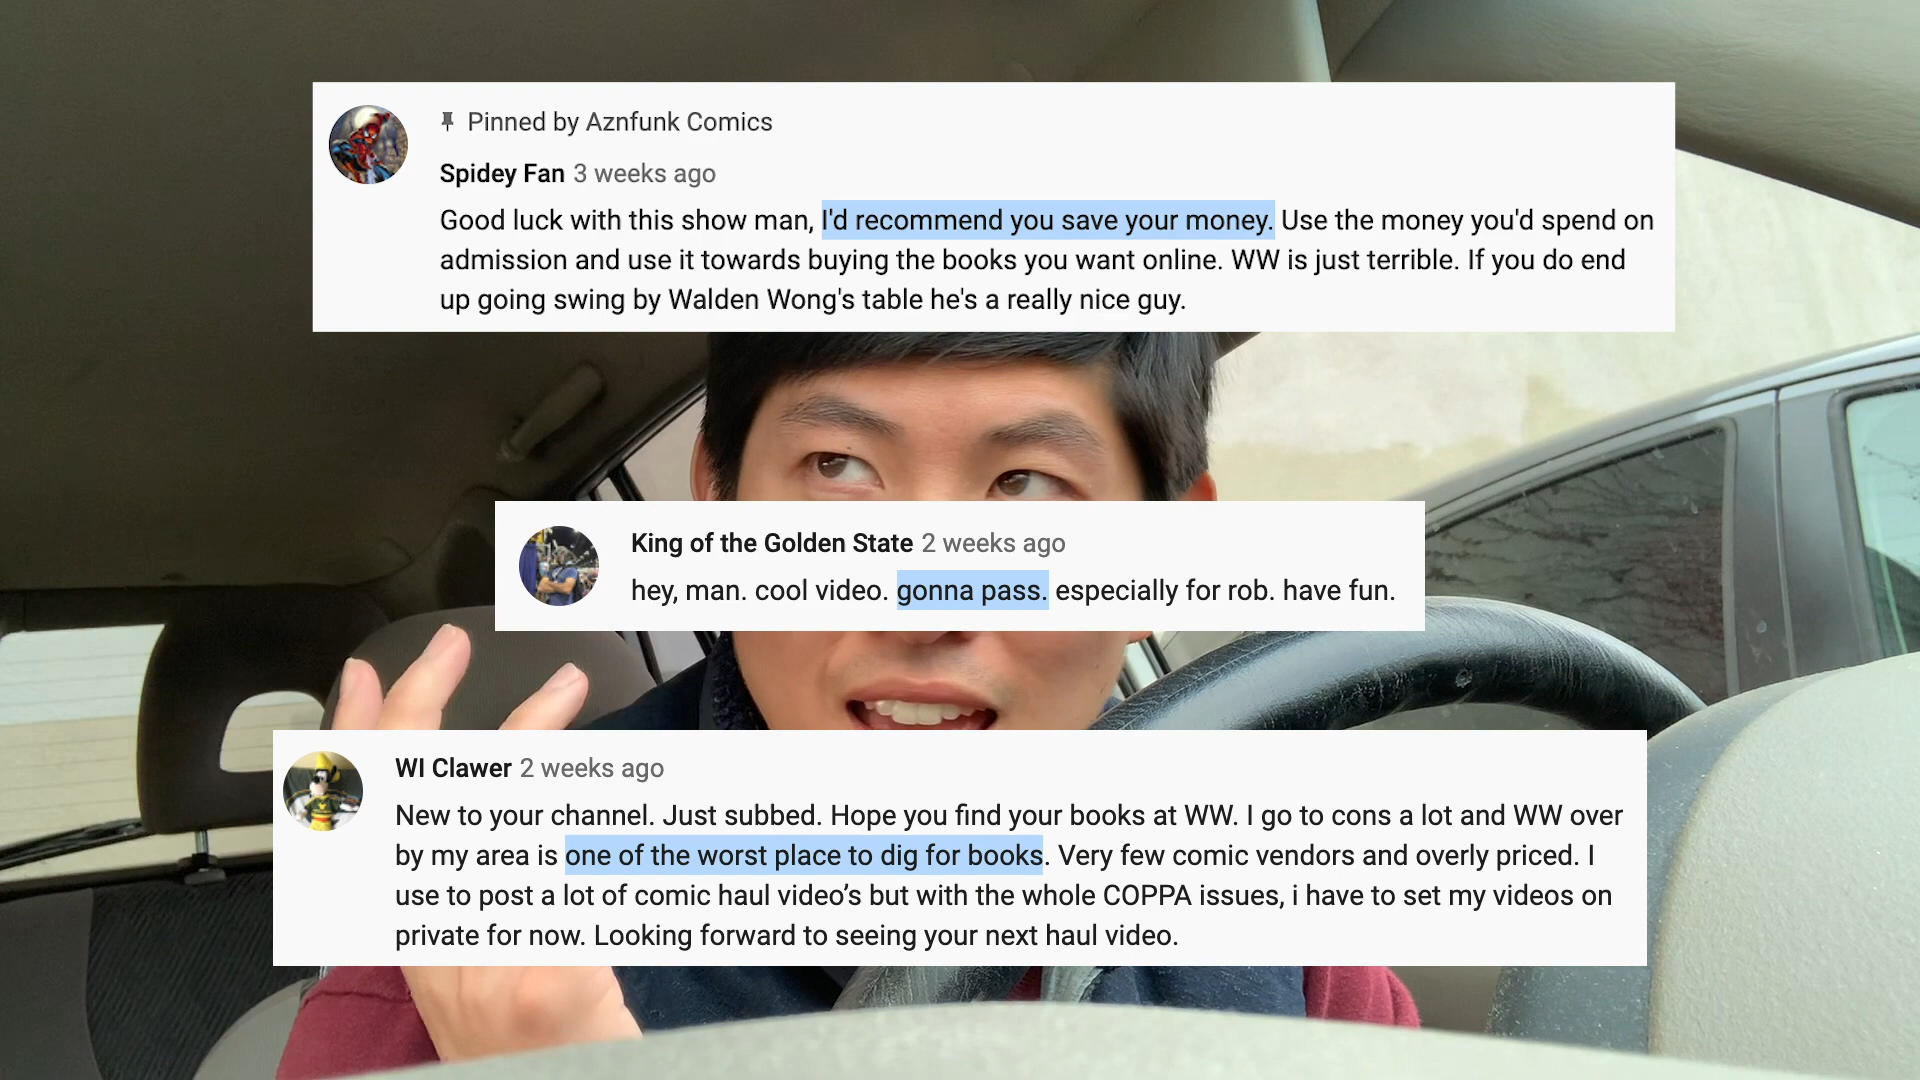 Pinned by Aznfunk Comics
Spidey Fan 3 weeks ago
Good luck with this show man, I'd recommend you save your money. Use the money you'd spend on
admission and use it towards buying the books you want online. WW is just terrible. If you do end
up going swing by Walden Wong's table he's a really nice guy.
King of the Golden State 2 weeks ago
hey, man. cool video. gonna pass. especially for rob. have fun.
WI Clawer 2 weeks ago
New to your channel. Just subbed. Hope you find your books at WW. I go to cons a lot and WW over
by my area is one of the worst place to dig for books. Very few comic vendors and overly priced. I
use to post a lot of comic haul video’s but with the whole COPPA issues, i have to set my videos on
private for now. Looking forward to seeing your next haul video.